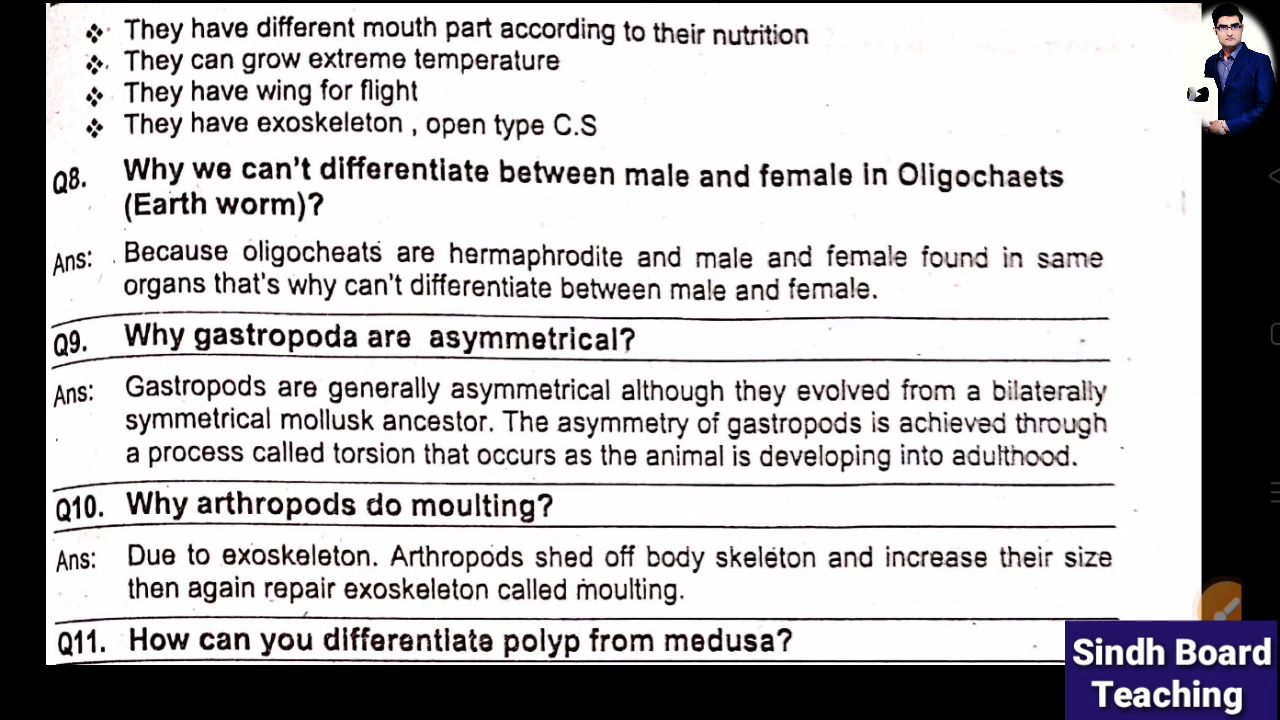 ❖ They have different mouth part according to their nutrition
❖ They can grow extreme temperature
❖ They have wing for flight
❖ They have exoskeleton , open type C.S
Q8. Why we can't differentiate between male and female in Oligochaets
(Earth worm)?
Ans: Because oligocheats are hermaphrodite and male and female found in same
organs that's why can't differentiate between male and female.
Q9. Why gastropoda are asymmetrical?
Ans: Gastropods are generally asymmetrical although they evolved from a bilaterally
symmetrical mollusk ancestor. The asymmetry of gastropods is achieved through
a process called torsion that occurs as the animal is developing into adulthood.
Q10. Why arthropods do moulting?
Ans: Due to exoskeleton. Arthropods shed off body skeleton and increase their size
then again repair exoskeleton called moulting.
Q11. How can you differentiate polyp from medusa?
Sindh Board
Teaching